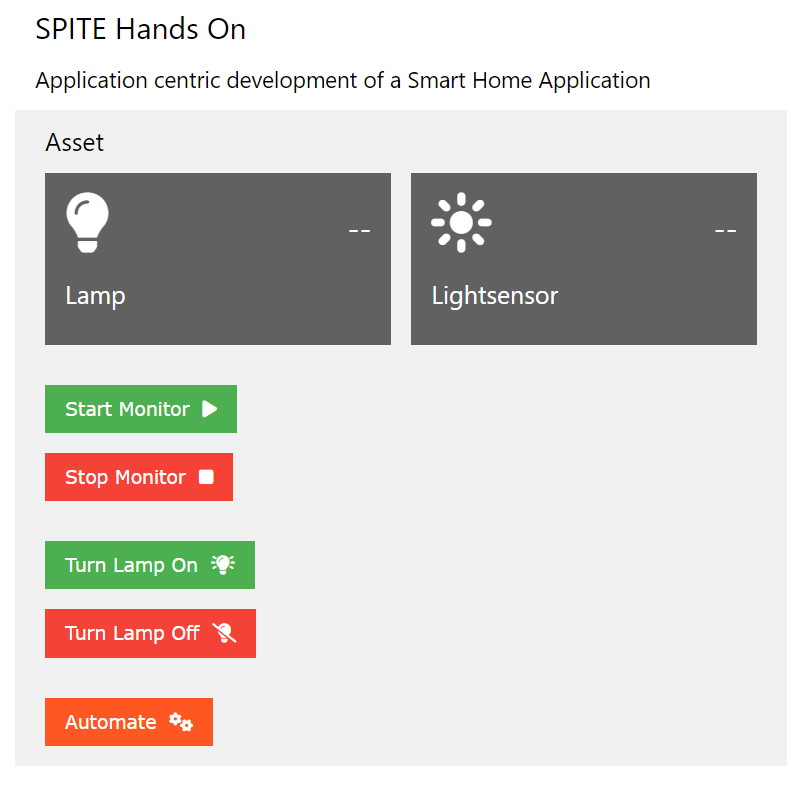 SPITE Hands On
Application centric development of a Smart Home Application
Asset
--
Lamp
--
Lightsensor
Start Monitor
Stop Monitor
Turn Lamp On
Turn Lamp Off
Automate